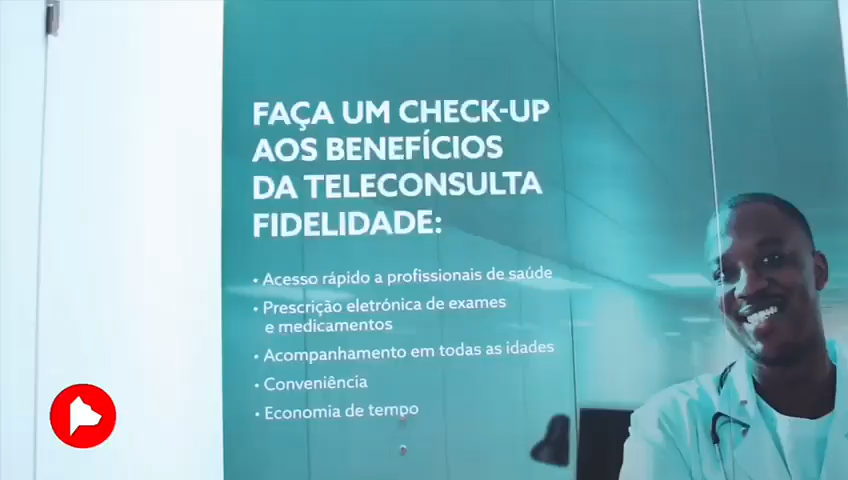 FAÇA UM CHECK-UP
AOS BENEFÍCIOS
DA TELECONSULTA
FIDELIDADE:
• Acesso rápido a profissionais de saúde
• Prescrição eletrónica de exames
e medicamentos
• Acompanhamento em todas as idades
• Conveniência
• Economia de tempo